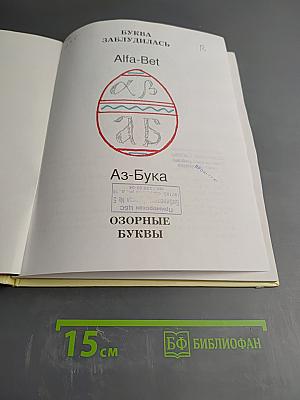 БУКВА
ЗАБЛУДИЛАСЬ
Alfa-Bet
Аз-Бука
ОЗОРНЫЕ
БУКВЫ
15 см
БФ БИБЛИОФАН